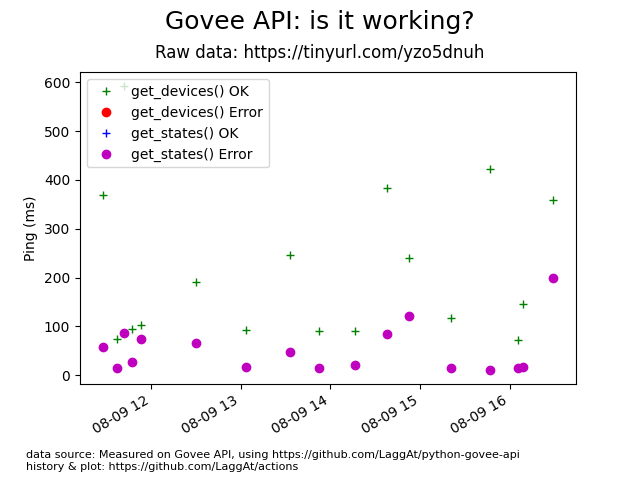 Govee API: is it working?
Raw data: https://tinyurl.com/yzo5dnuh
600
500
400
300
200
100
0
Ping (ms)
get_devices() OK
get_devices() Error
get_states() OK
get_states() Error
08-09 12
08-09 13
08-09 14
08-09 15
08-09 16
data source: Measured on Govee API, using https://github.com/LaggAt/python-govee-api
history & plot: https://github.com/LaggAt/actions